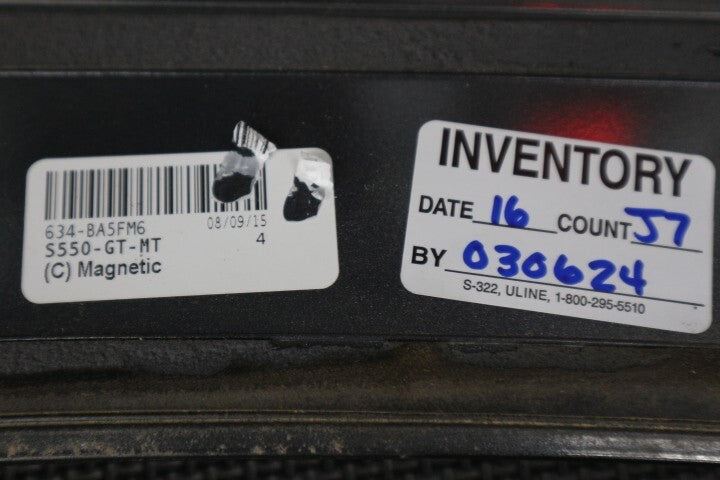 634-BA5FM6 08/09/15
S550-GT-MT 4
(C) Magnetic
INVENTORY
DATE 16 COUNT J7
BY 030624
S-322, ULINE, 1-800-295-5510